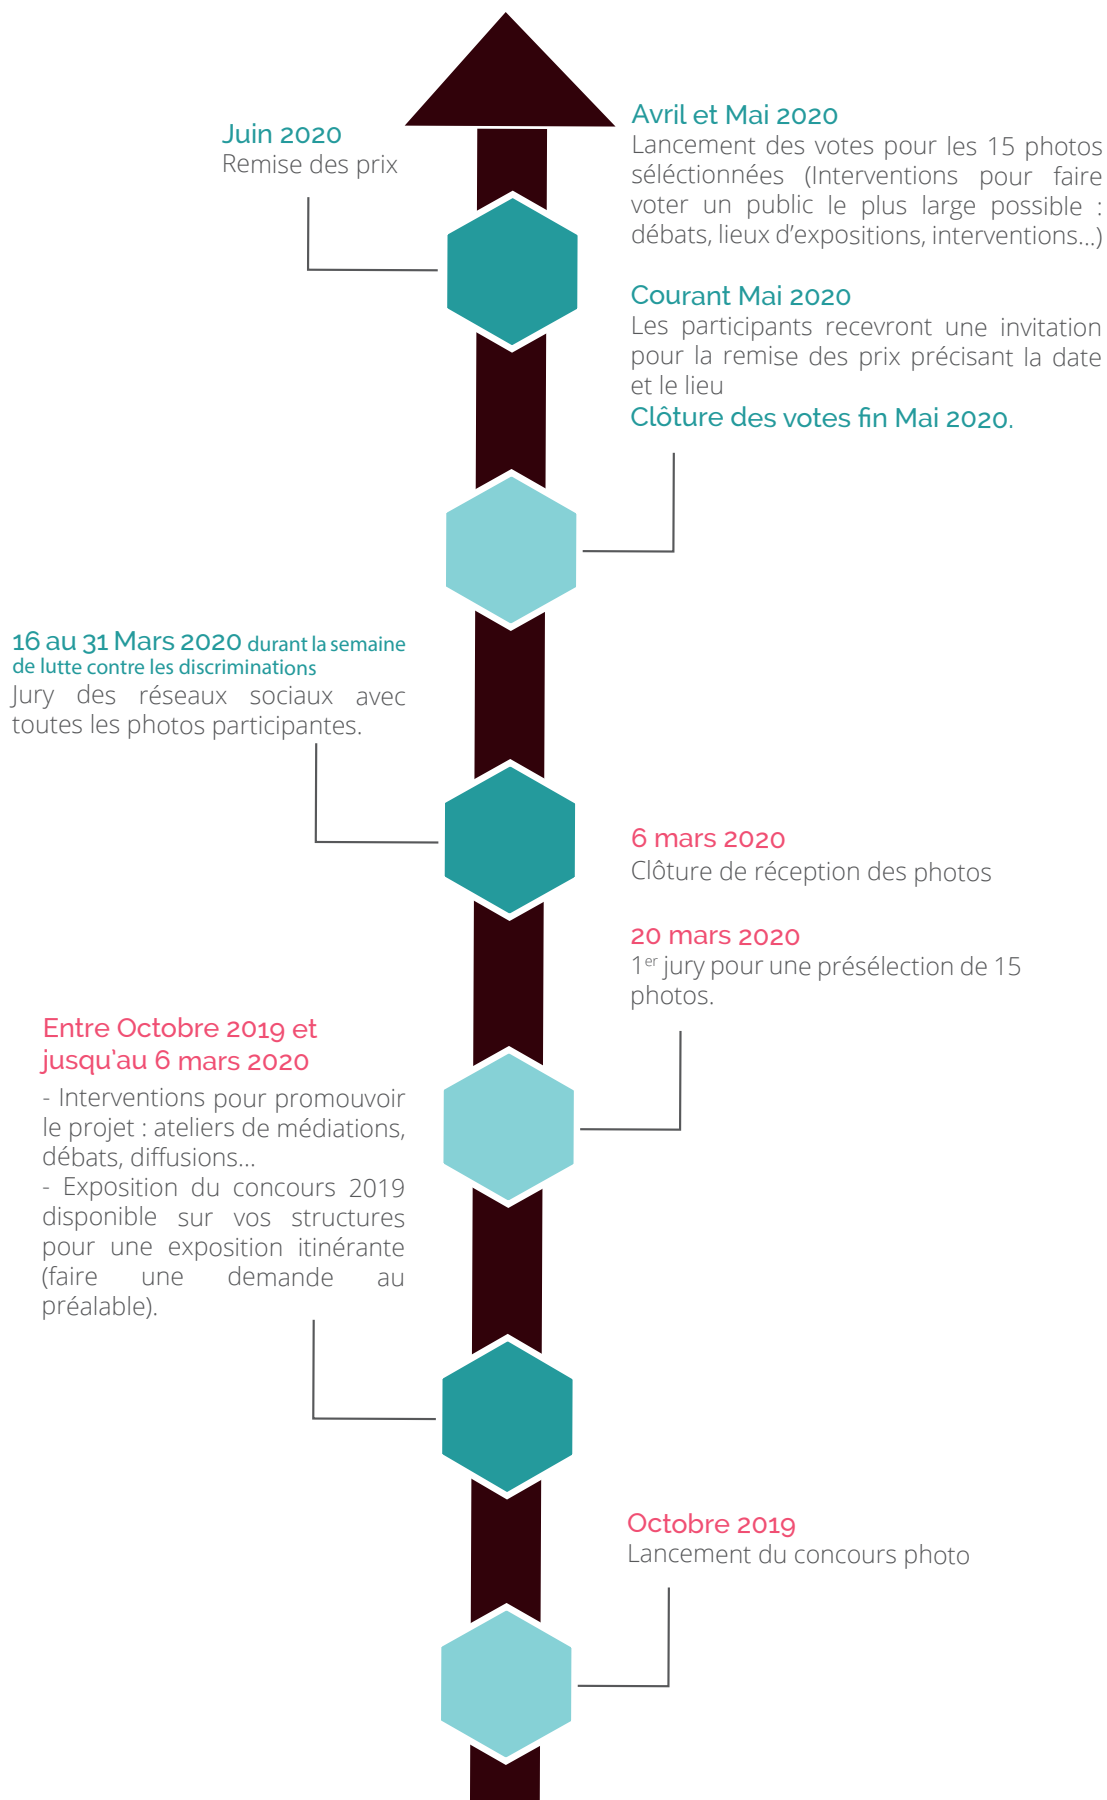 Juin 2020
Remise des prix
Avril et Mai 2020
Lancement des votes pour les 15 photos
séléctionnées (Interventions pour faire
voter un public le plus large possible :
débats, lieux d'expositions, interventions...)
Courant Mai 2020
Les participants recevront une invitation
pour la remise des prix précisant la date
et le lieu
Clôture des votes fin Mai 2020.
16 au 31 Mars 2020 durant la semaine
de lutte contre les discriminations
Jury des réseaux sociaux avec
toutes les photos participantes.
6 mars 2020
Clôture de réception des photos
20 mars 2020
1er jury pour une présélection de 15
photos.
Entre Octobre 2019 et
jusqu'au 6 mars 2020
- Interventions pour promouvoir
le projet : ateliers de médiations,
débats, diffusions...
- Exposition du concours 2019
disponible sur vos structures
pour une exposition itinérante
(faire une demande au
préalable).
Octobre 2019
Lancement du concours photo